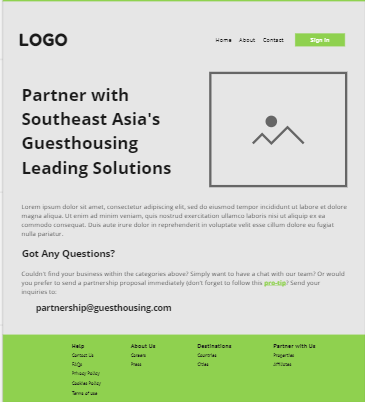 LOGO
Home About Contact Sign In
Partner with
Southeast Asia's
Guesthousing
Leading Solutions
Lorem ipsum dolor sit amet, consectetur adipiscing elit, sed do eiusmod tempor incididunt ut labore et dolore
magna aliqua. Ut enim ad minim veniam, quis nostrud exercitation ullamco laboris nisi ut aliquip ex ea
commodo consequat. Duis aute irure dolor in reprehenderit in voluptate velit esse cillum dolore eu fugiat
nulla pariatur.
Got Any Questions?
Couldn't find your business within the categories above? Simply want to have a chat with our team? Or would
you prefer to send a partnership proposal immediately (don't forget to follow this pro-tip? Send your
inquiries to:
partnership@guesthousing.com
Help About Us Destinations Partner with Us
Contact Us Careers Countries Properties
FAQs Press Cities Affiliates
Privacy Policy
Cookies Policy
Terms of Use